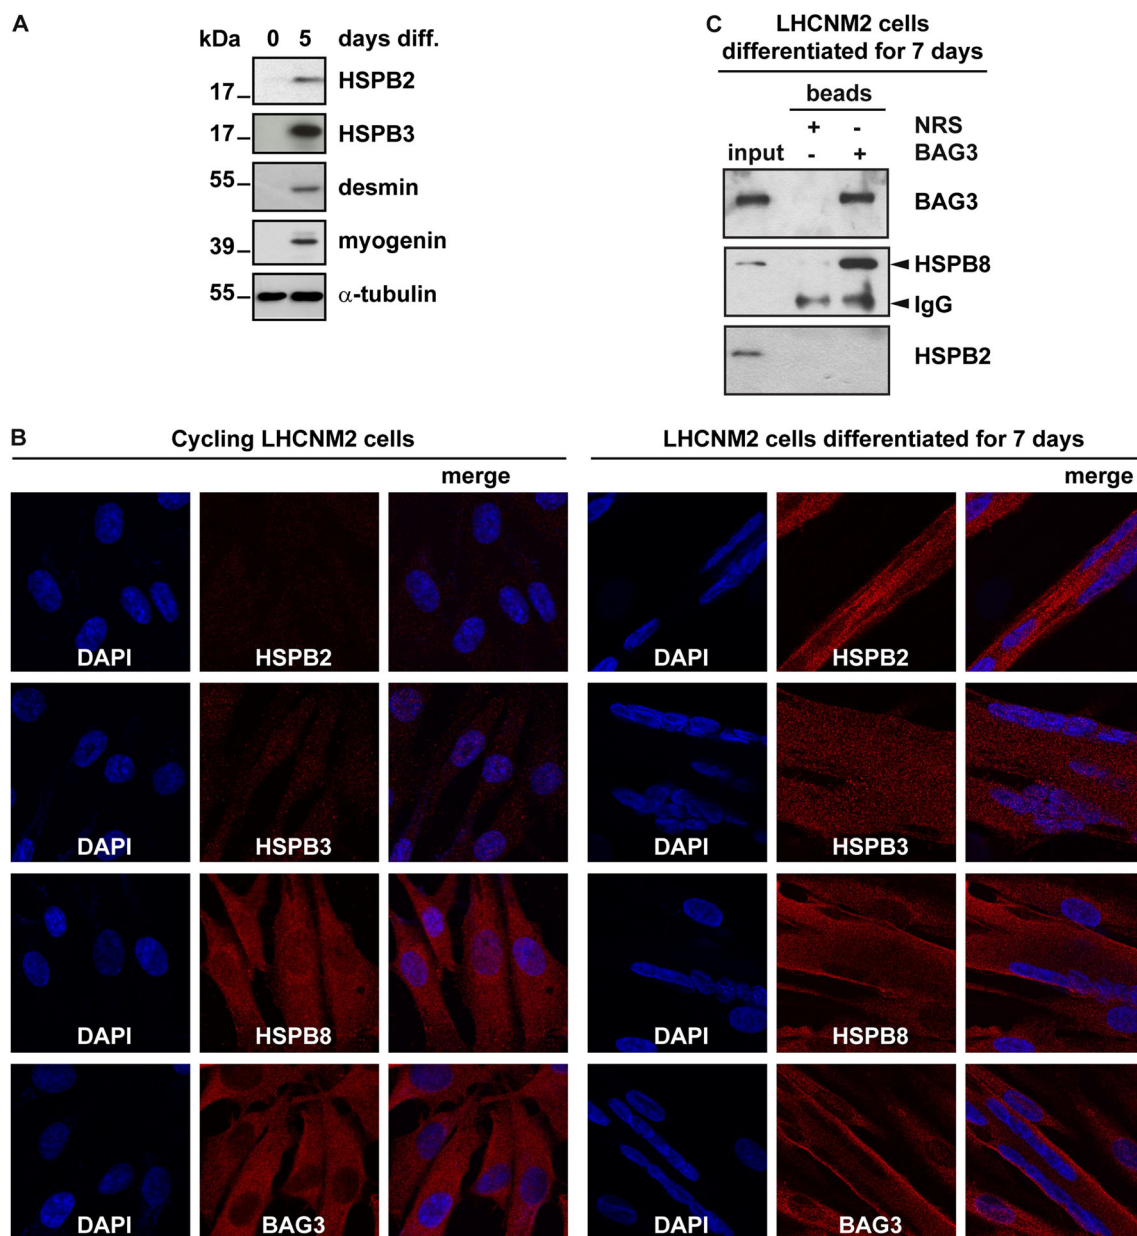 A
kDa 0 5 days diff.
17 HSPB2
17 HSPB3
55 desmin
39 myogenin
55 α-tubulin
C
LHCNM2 cells
differentiated for 7 days
beads
+ - NRS
input - + BAG3
BAG3
HSPB8
IgG
HSPB2
B
Cycling LHCNM2 cells
LHCNM2 cells differentiated for 7 days
merge
merge
DAPI HSPB2 DAPI HSPB2
DAPI HSPB3 DAPI HSPB3
DAPI HSPB8 DAPI HSPB8
DAPI BAG3 DAPI BAG3